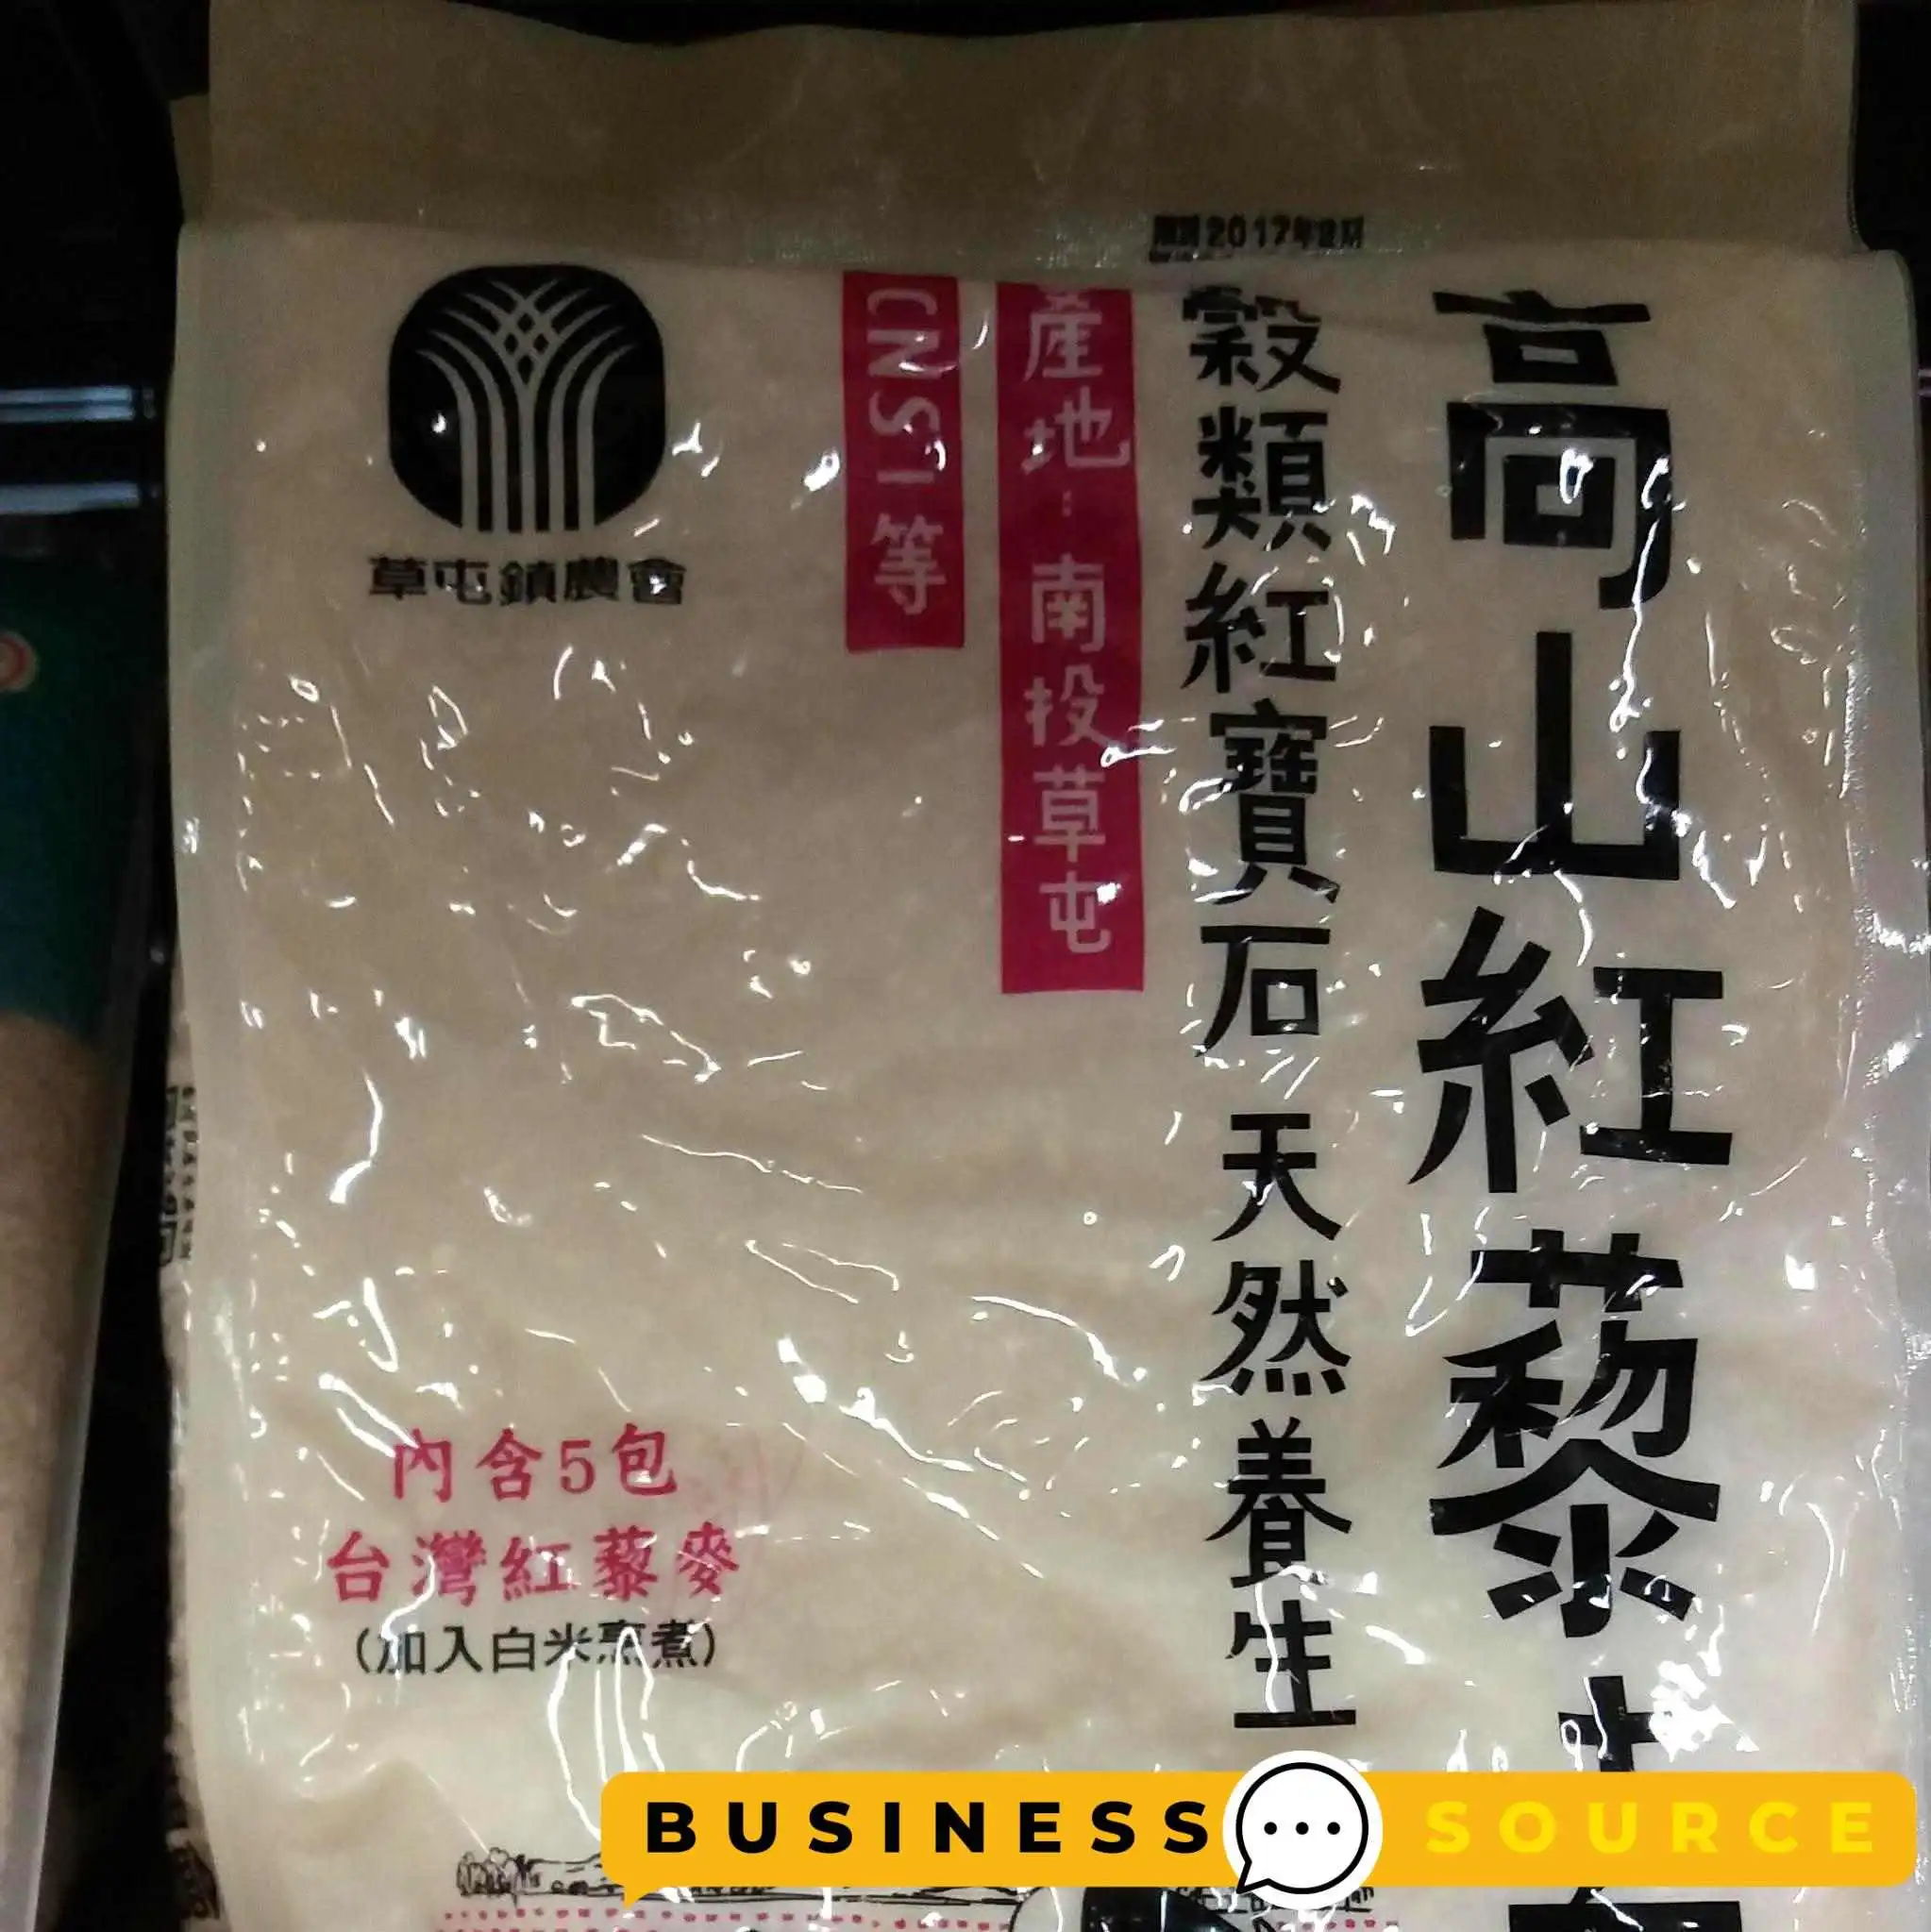 高山紅藜
穀類紅寶石 天然養生
產地：南投草屯
CNS一等
草屯鎮農會
內含5包
台灣紅藜麥
(加入白米烹煮)
BUSINESS SOURCE